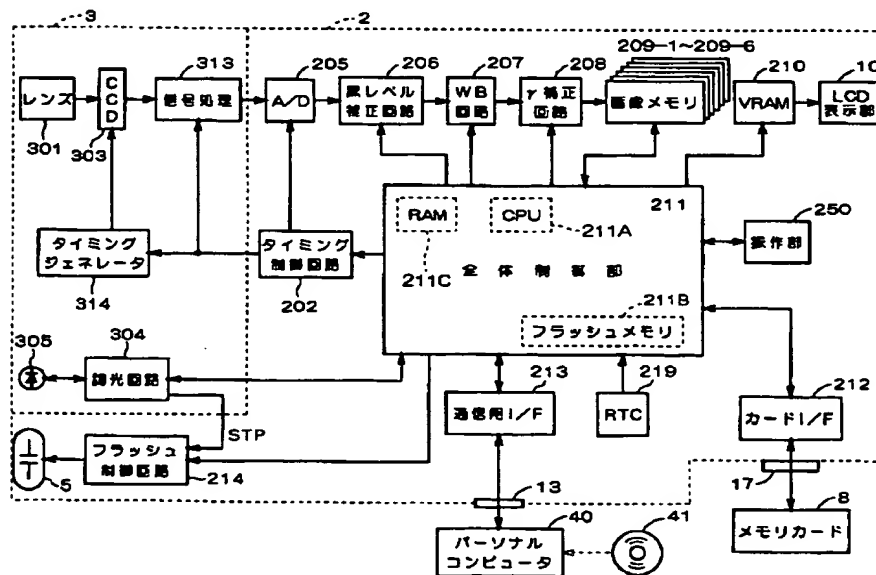 3
2
313
205
206
207
208
209-1~209-6
210
10
レンズ
CCD
信号処理
A/D
黒レベル
補正回路
WB
回路
γ補正
回路
画像メモリ
VRAM
LCD
表示部
301
303
RAM
CPU
211
211A
211C
250
操作部
タイミング
ジェネレータ
タイミング
制御回路
全体制御部
314
202
211B
フラッシュメモリ
305
304
調光回路
213
219
212
通信用I/F
RTC
カードI/F
STP
フラッシュ
制御回路
5
214
13
17
40
41
8
パーソナル
コンピュータ
メモリカード